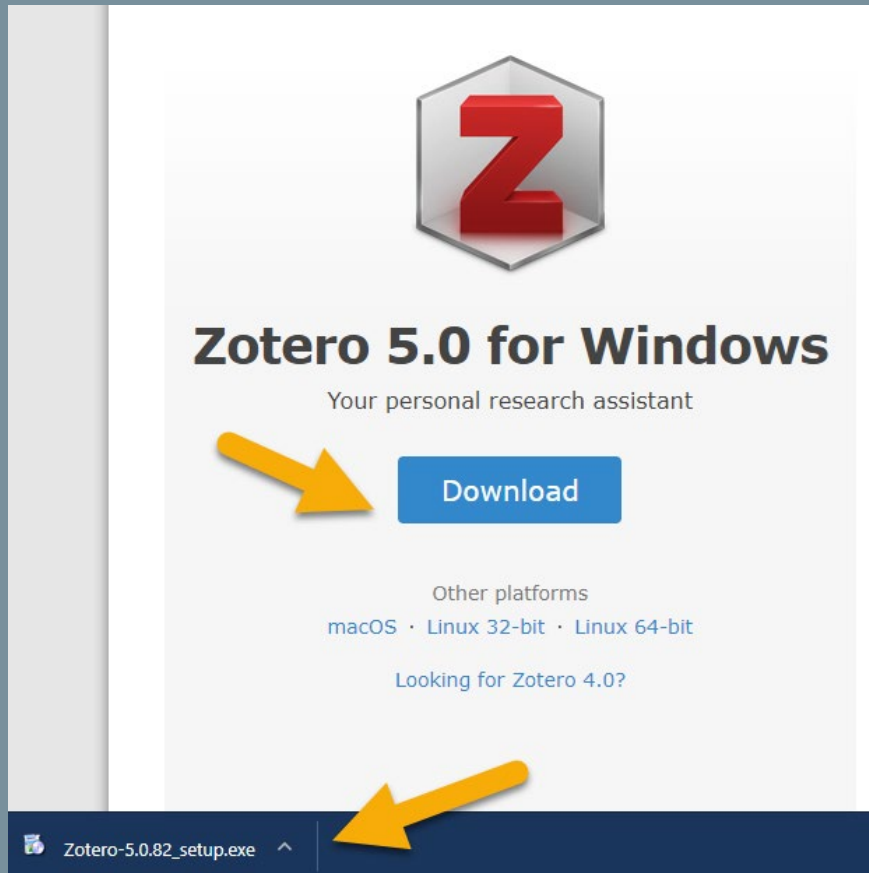 Z
Zotero 5.0 for Windows
Your personal research assistant
Download
Other platforms
macOS · Linux 32-bit · Linux 64-bit
Looking for Zotero 4.0?
Zotero-5.0.82_setup.exe